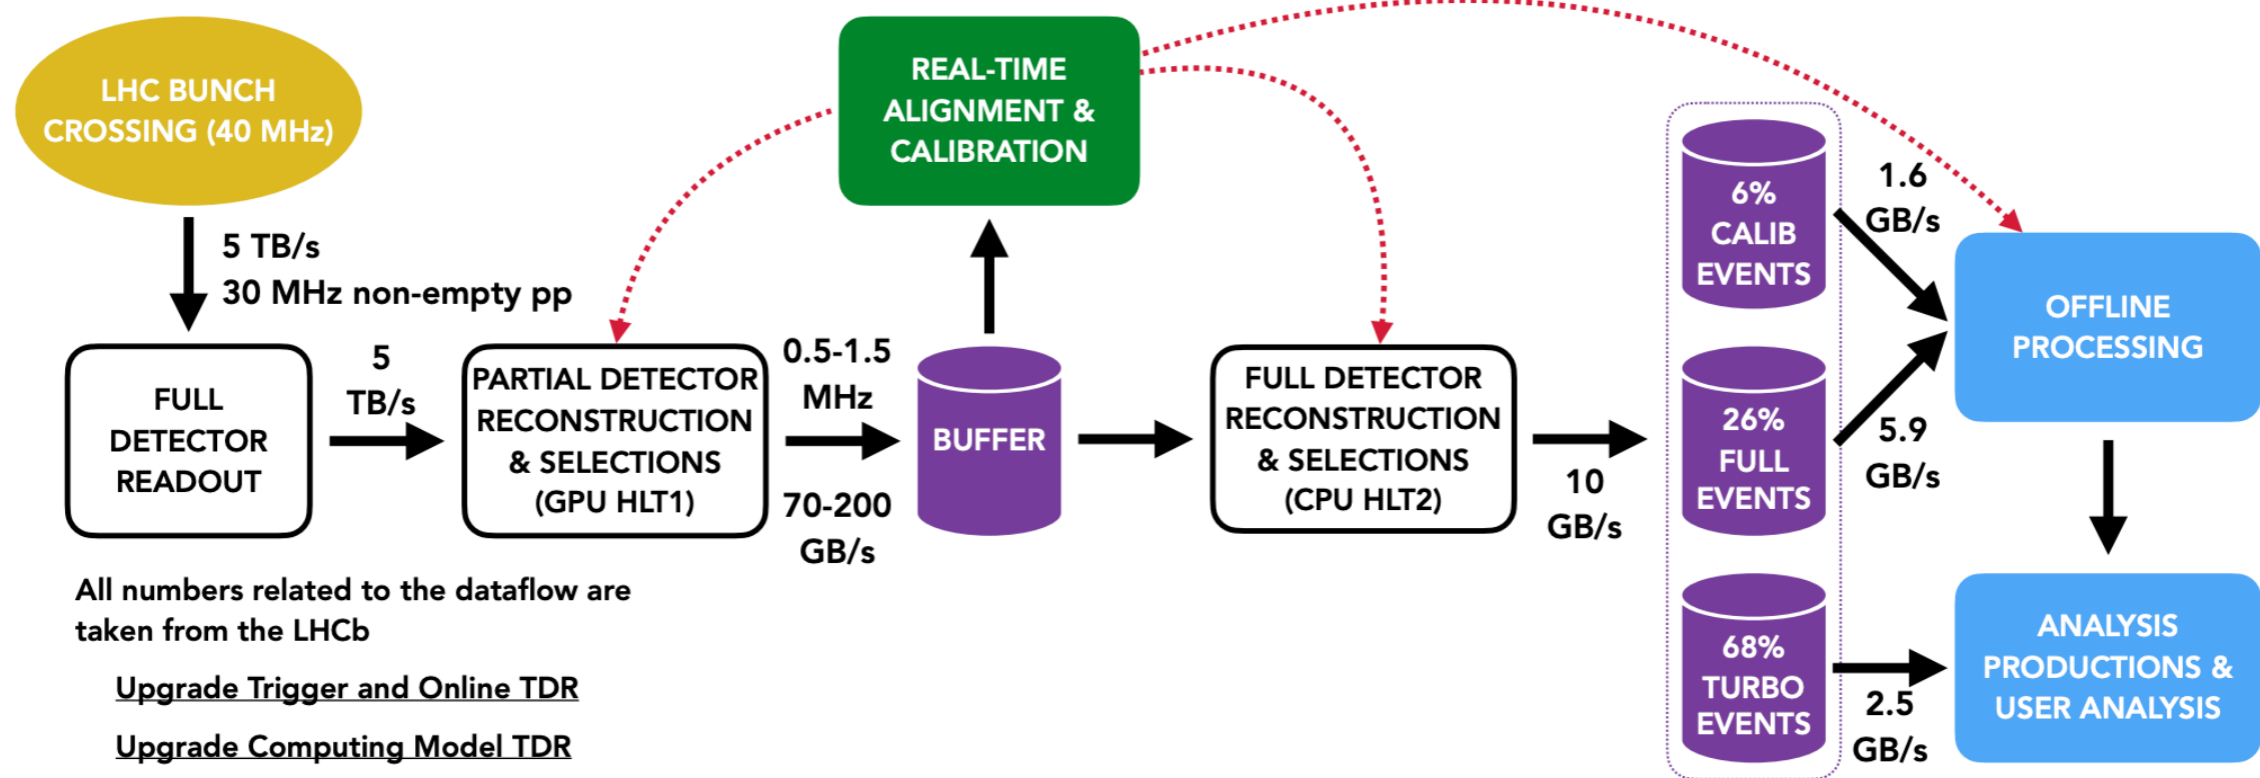 LHC BUNCH
CROSSING (40 MHz)
5 TB/s
30 MHz non-empty pp
FULL
DETECTOR
READOUT
5
TB/s
PARTIAL DETECTOR
RECONSTRUCTION
& SELECTIONS
(GPU HLT1)
0.5-1.5
MHz
70-200
GB/s
REAL-TIME
ALIGNMENT &
CALIBRATION
BUFFER
FULL DETECTOR
RECONSTRUCTION
& SELECTIONS
(CPU HLT2)
10
GB/s
6%
CALIB
EVENTS
1.6
GB/s
26%
FULL
EVENTS
5.9
GB/s
68%
TURBO
EVENTS
2.5
GB/s
OFFLINE
PROCESSING
ANALYSIS
PRODUCTIONS &
USER ANALYSIS
All numbers related to the dataflow are
taken from the LHCb
Upgrade Trigger and Online TDR
Upgrade Computing Model TDR